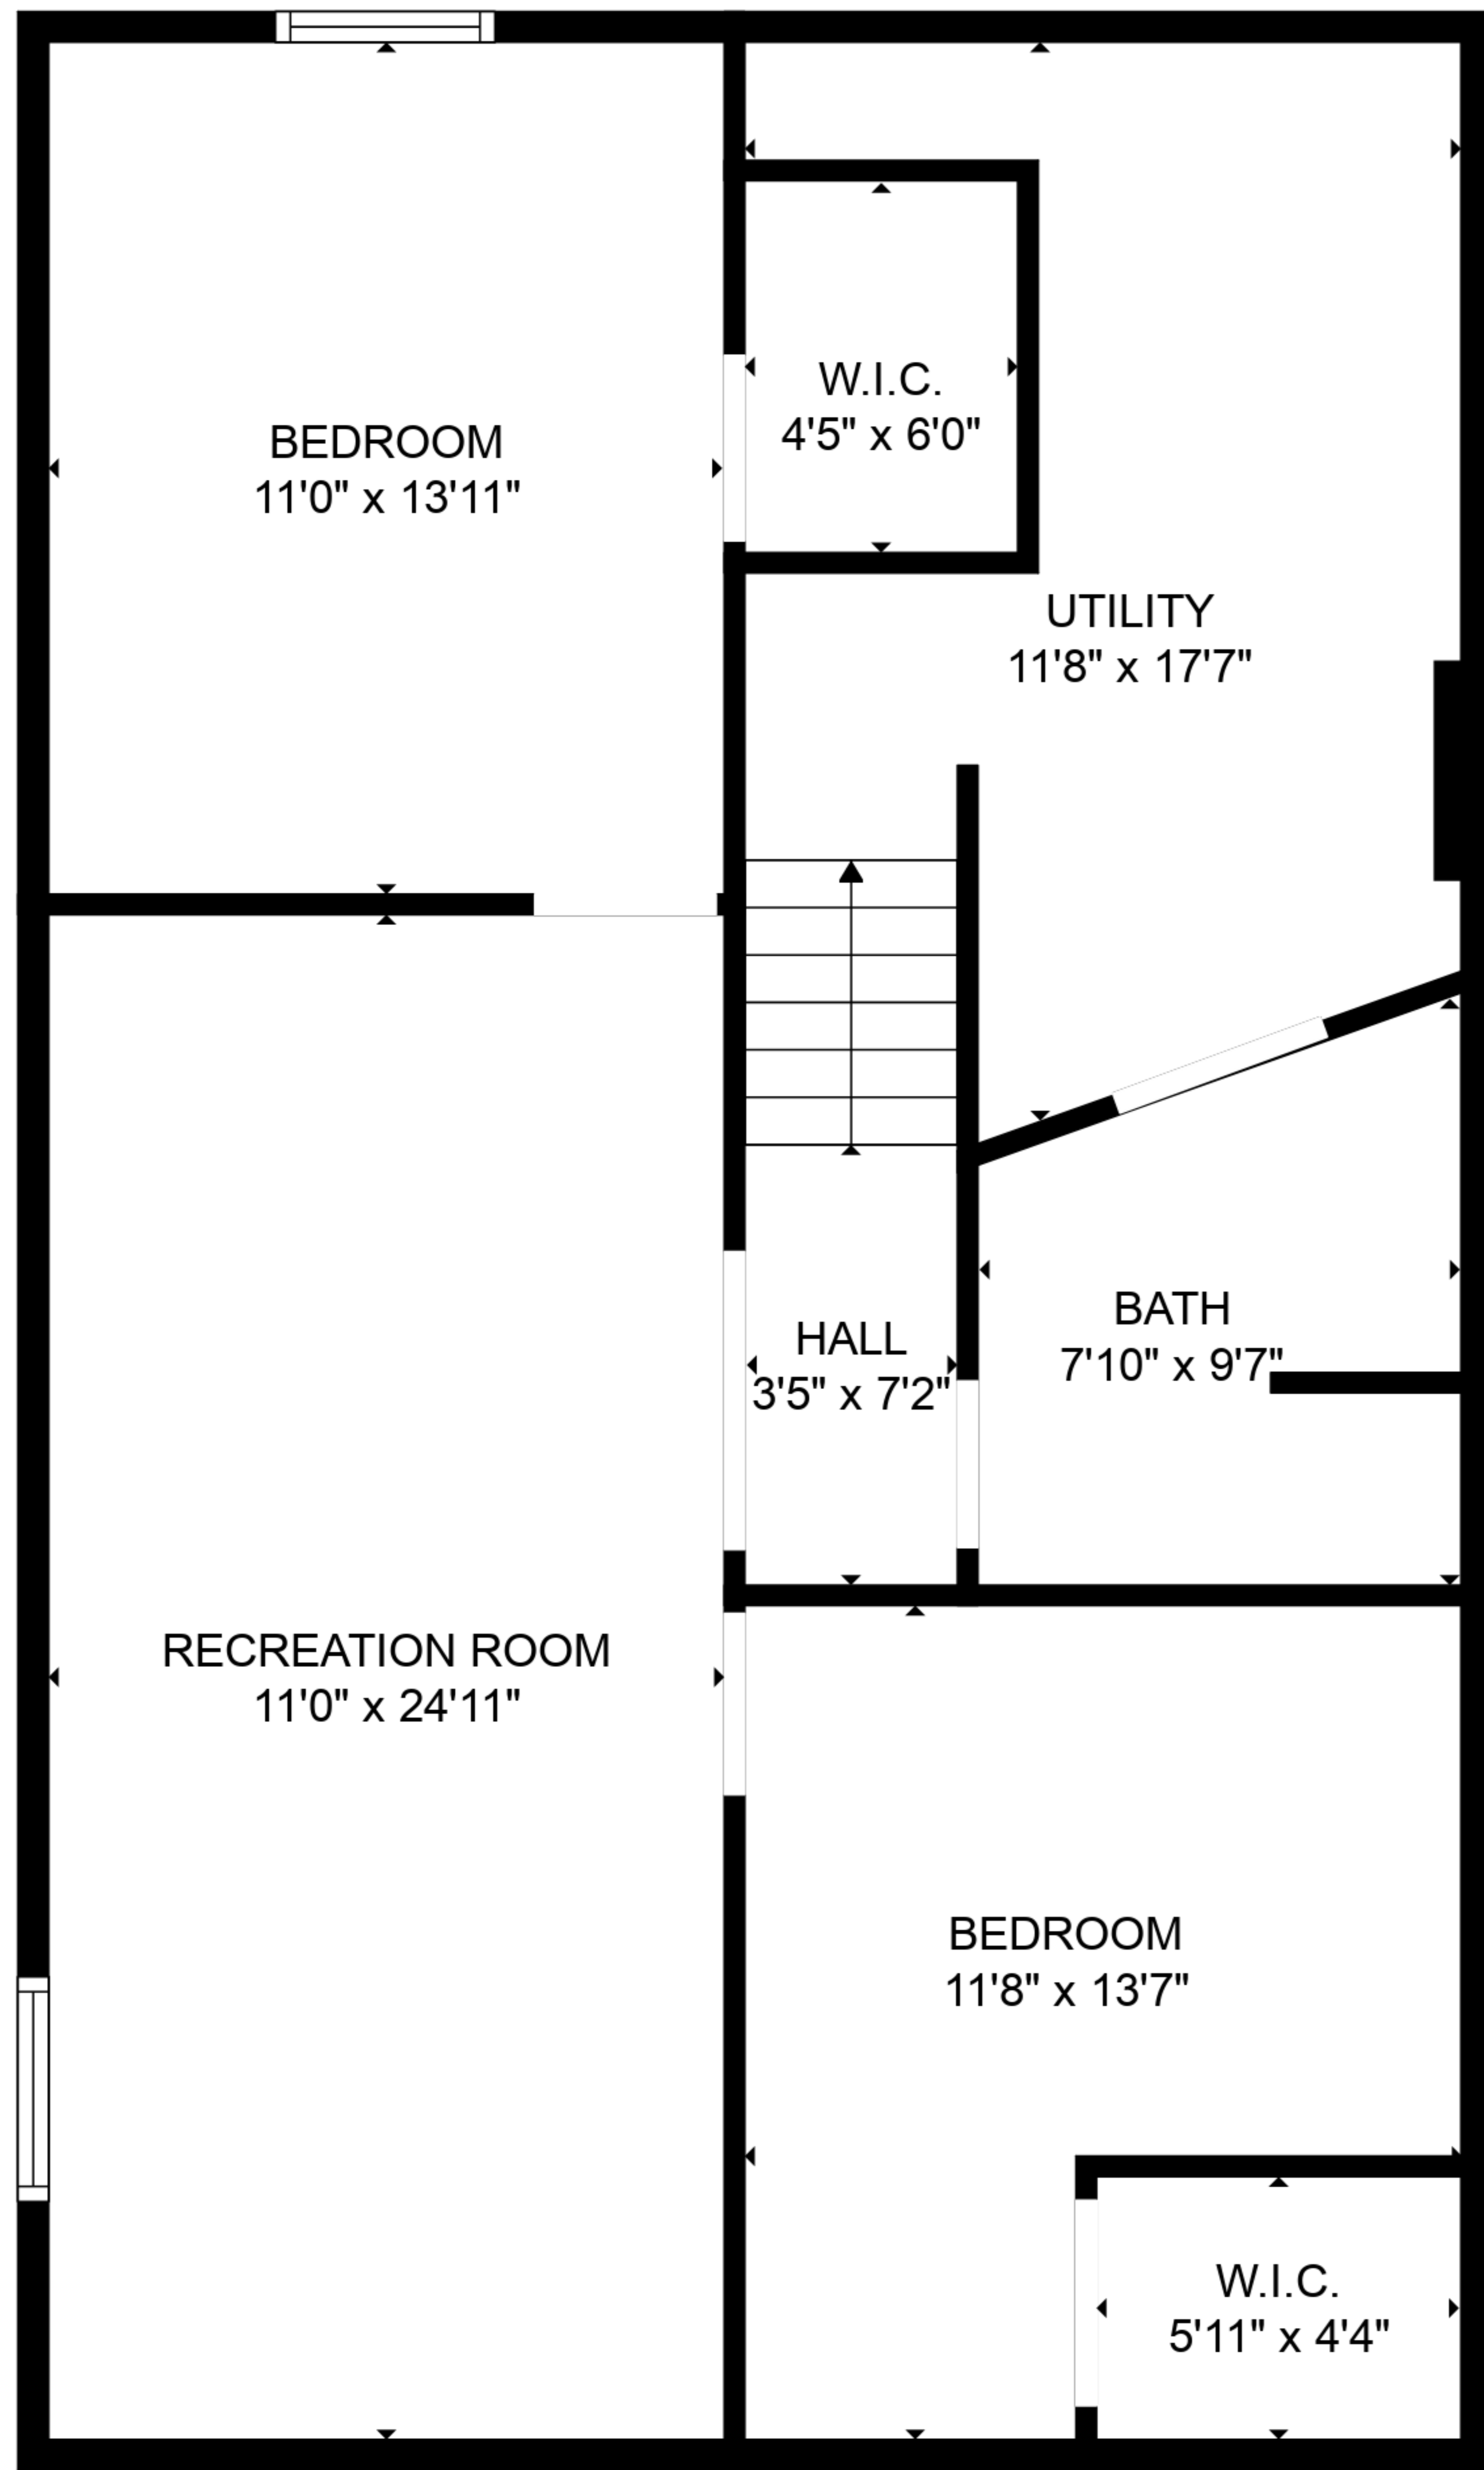 W.I.C.
4'5" x 6'0"
BEDROOM
11'0" x 13'11"
UTILITY
11'8" x 17'7"
BATH
7'10" x 9'7"
HALL
3'5" x 7'2"
RECREATION ROOM
11'0" x 24'11"
BEDROOM
11'8" x 13'7"
W.I.C.
5'11" x 4'4"